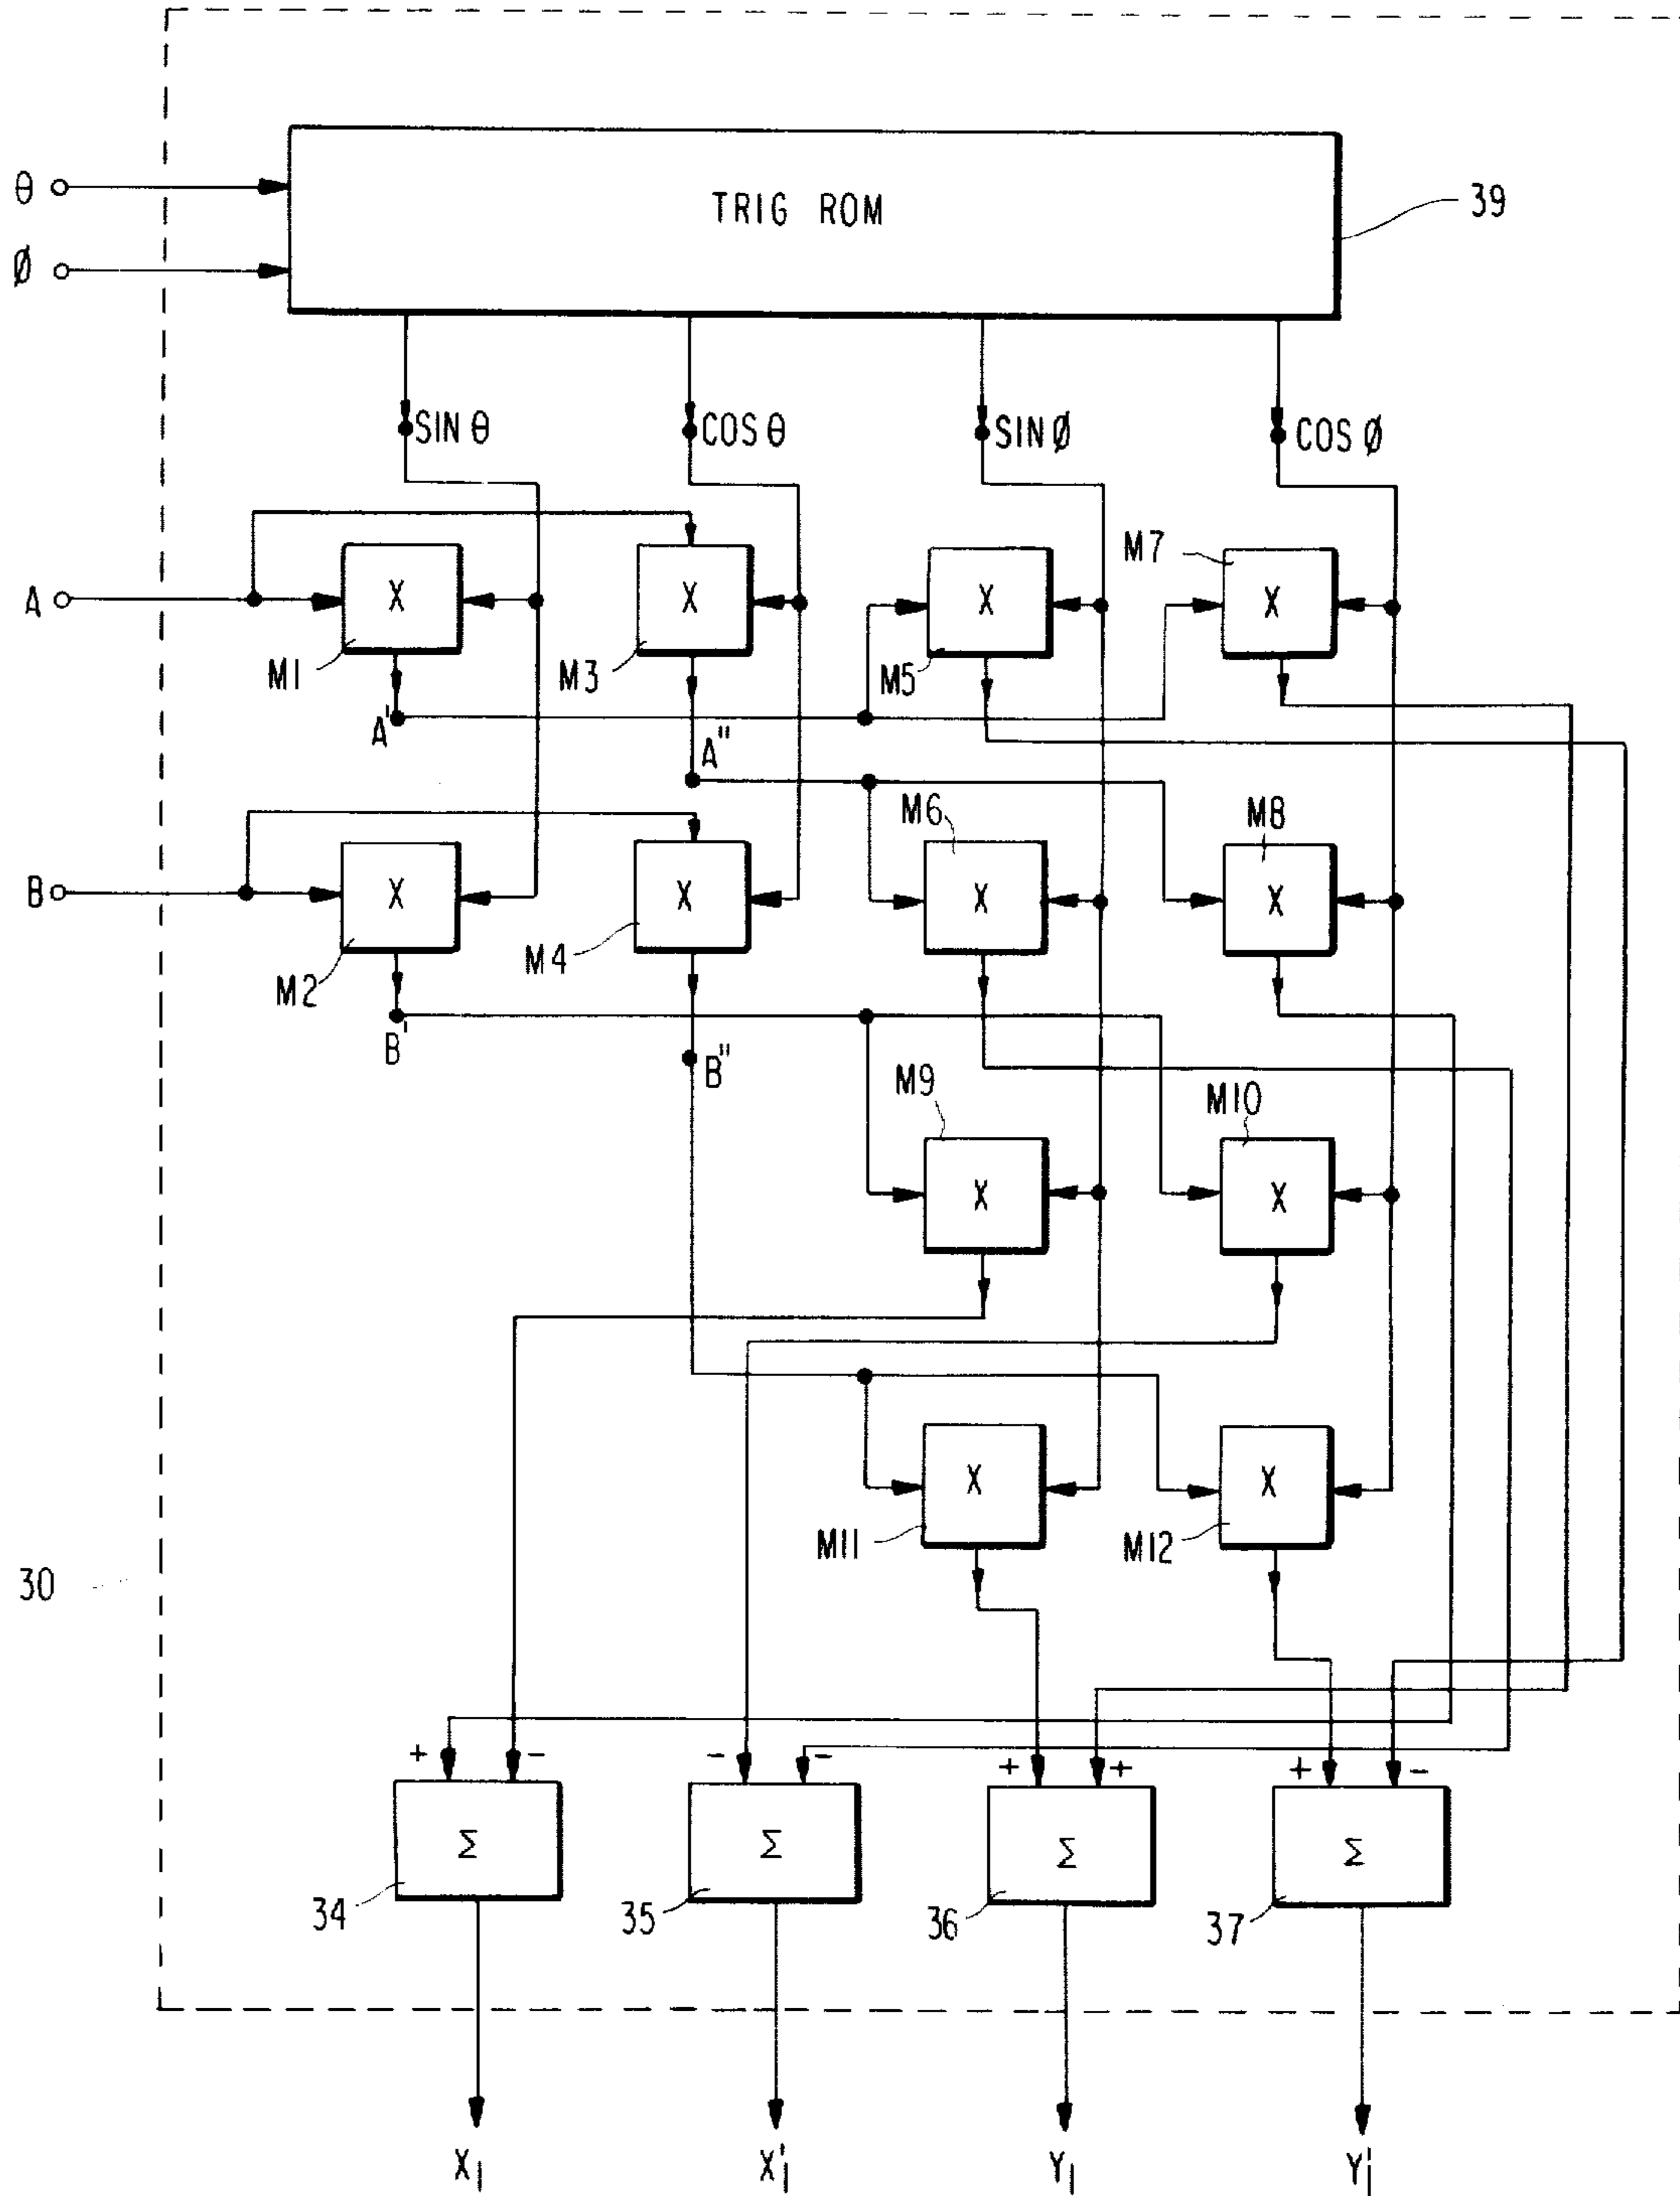 θ
TRIG ROM
39
Ø
SIN θ
COS θ
SIN Ø
COS Ø
M7
A
X
X
X
X
M1
M3
M5
A'
A"
M6
M8
B
X
X
X
X
M2
M4
B'
B"
M9
M10
X
X
X
X
M11
M12
30
+
-
-
-
+
+
+
-
Σ
Σ
Σ
Σ
34
35
36
37
X1
X'1
Y1
Y'1